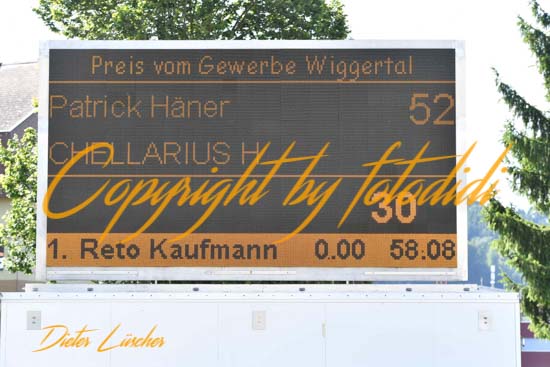 Preis vom Gewerbe Wiggertal
Patrick Häner 52
CHELLARIUS H
Copyright by fotodidi
30
1. Reto Kaufmann 0.00 58:08
Dieter Lüscher